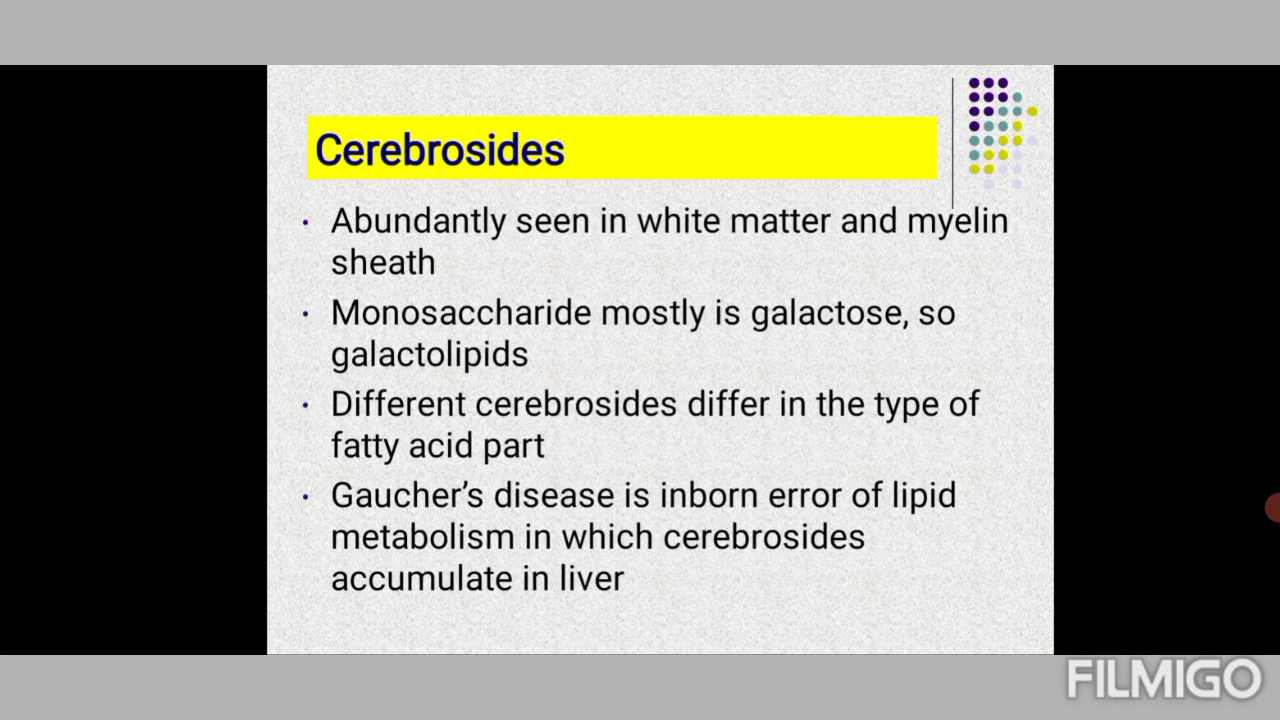 Cerebrosides
• Abundantly seen in white matter and myelin
sheath
• Monosaccharide mostly is galactose, so
galactolipids
• Different cerebrosides differ in the type of
fatty acid part
• Gaucher’s disease is inborn error of lipid
metabolism in which cerebrosides
accumulate in liver
FILMIGO